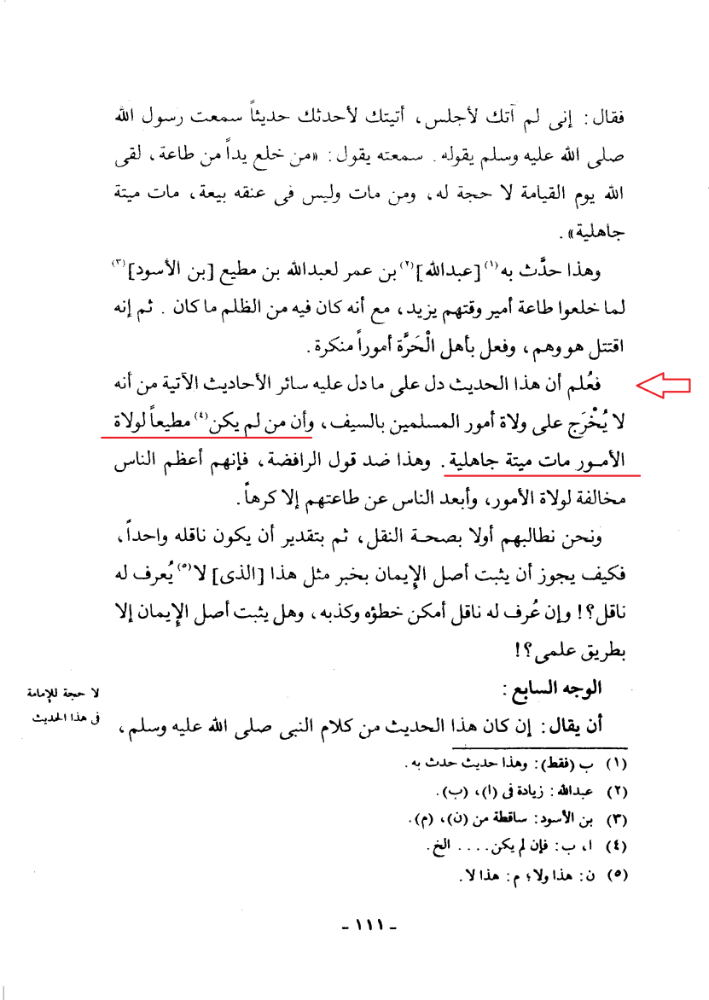 فقال: إنى لم آتك لأجلس، أتيتك لأحدثك حديثاً سمعت رسول الله
صلى الله عليه وسلم يقوله. سمعته يقول: «من خلع يداً من طاعة، لقى
الله يوم القيامة لا حجة له، ومن مات وليس فى عنقه بيعة، مات ميتة
جاهلية».
وهذا حدَّث به(١) [عبدالله](٢) بن عمر لعبدالله بن مطيع [بن الأسود](٣)
لما خلعوا طاعة أمير وقتهم يزيد، مع أنه كان فيه من الظلم ما كان. ثم إنه
اقتتل هو وهم، وفعل بأهل الْحَرَّة أموراً منكرة.
فعُلم أن هذا الحديث دل على ما دل عليه سائر الأحاديث الآتية من أنه
لا يُخْرَج على ولاة أمور المسلمين بالسيف، وأن من لم يكن(٤) مطيعاً لولاة
الأمـور مات ميتة جاهلية. وهذا ضد قول الرافضة، فإنهم أعظم الناس
مخالفة لولاة الأمور، وأبعد الناس عن طاعتهم إلا كرهاً.
ونحن نطالبهم أولا بصحـة النقل، ثم بتقدير أن يكون ناقله واحداً،
فكيف يجوز أن يثبت أصل الإيمان بخبر مثل هذا [الذى] لا(٥) يُعرف له
ناقل؟! وإن عُرف له ناقل أمكن خطؤه وكذبه، وهل يثبت أصل الإيمان إلا
بطريق علمى؟!
الوجه السابع:
لا حجة للإمامة
فى هذا الحديث
أن يقال: إن كان هذا الحديث من كلام النبى صلى الله عليه وسلم،
(١) ب (فقط): وهذا حديث حدث به.
(٢) عبدالله: زيادة فى (ا)، (ب).
(٣) بن الأسود: ساقطة من (ن)، (م).
(٤) ا، ب: فإن لم يكن.... الخ.
(٥) ن: هذا ولا؛ م: هذا لا.
- ١١١ -